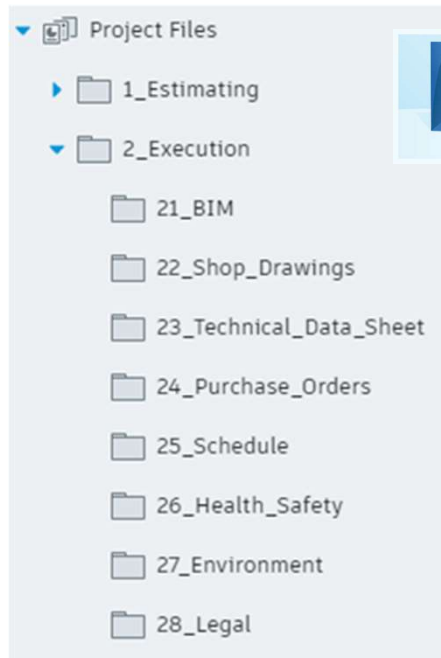 Project Files
1_Estimating
2_Execution
21_BIM
22_Shop_Drawings
23_Technical_Data_Sheet
24_Purchase_Orders
25_Schedule
26_Health_Safety
27_Environment
28_Legal